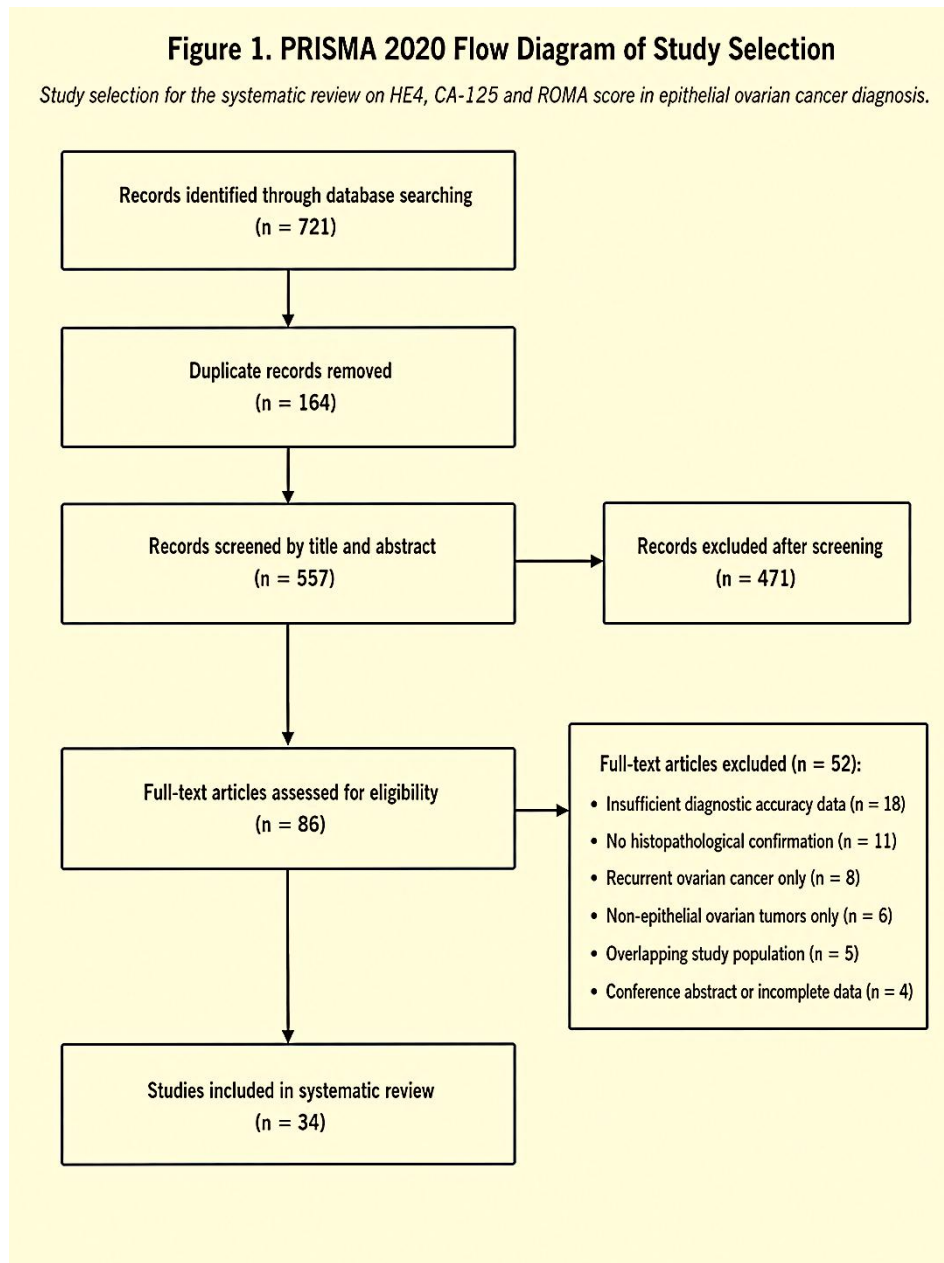 Figure 1. PRISMA 2020 Flow Diagram of Study Selection
Study selection for the systematic review on HE4, CA-125 and ROMA score in epithelial ovarian cancer diagnosis.
Records identified through database searching
(n = 721)
Duplicate records removed
(n = 164)
Records screened by title and abstract
(n = 557)
Records excluded after screening
(n = 471)
Full-text articles assessed for eligibility
(n = 86)
Full-text articles excluded (n = 52):
• Insufficient diagnostic accuracy data (n = 18)
• No histopathological confirmation (n = 11)
• Recurrent ovarian cancer only (n = 8)
• Non-epithelial ovarian tumors only (n = 6)
• Overlapping study population (n = 5)
• Conference abstract or incomplete data (n = 4)
Studies included in systematic review
(n = 34)